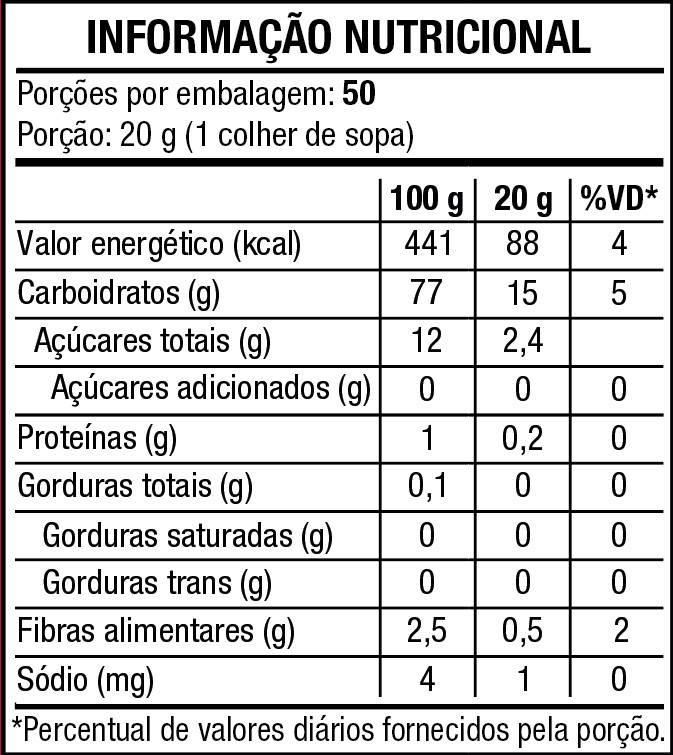 INFORMAÇÃO NUTRICIONAL
Porções por embalagem: 50
Porção: 20 g (1 colher de sopa)
100 g 20 g %VD*
Valor energético (kcal) 441 88 4
Carboidratos (g) 77 15 5
Açúcares totais (g) 12 2,4
Açúcares adicionados (g) 0 0 0
Proteínas (g) 1 0,2 0
Gorduras totais (g) 0,1 0 0
Gorduras saturadas (g) 0 0 0
Gorduras trans (g) 0 0 0
Fibras alimentares (g) 2,5 0,5 2
Sódio (mg) 4 1 0
*Percentual de valores diários fornecidos pela porção.